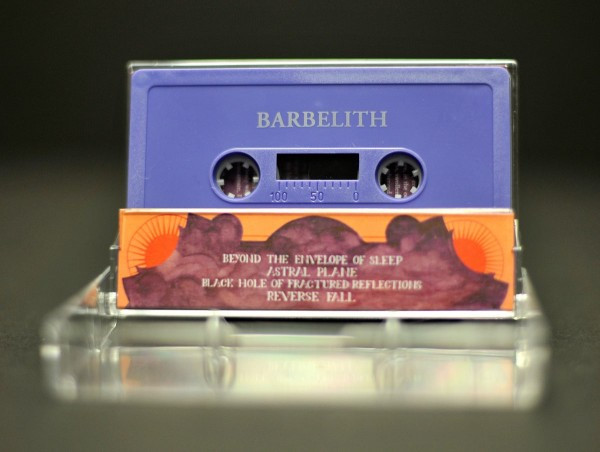 BARBELITH
100 50 0
BEYOND THE ENVELOPE OF SLEEP
ASTRAL PLANE
BLACK HOLE OF FRACTURED REFLECTIONS
REVERSE FALL